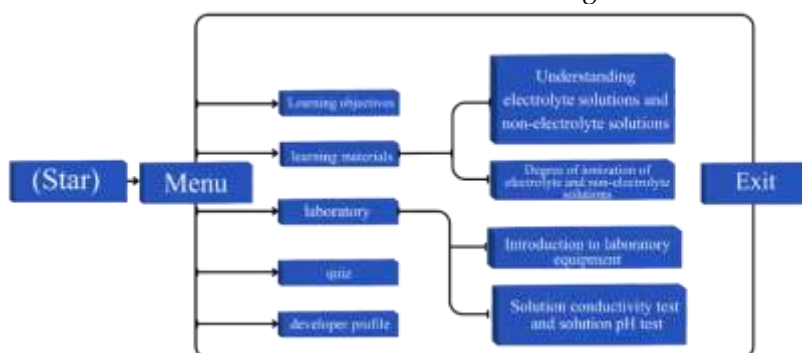 (Star)
Menu
Learning objectives
learning materials
laboratory
quiz
developer profile
Understanding
electrolyte solutions and
non-electrolyte solutions
Degree of ionization of
electrolyte and non-electrolyte
solutions
Introduction to laboratory
equipment
Solution conductivity test
and solution pH test
Exit